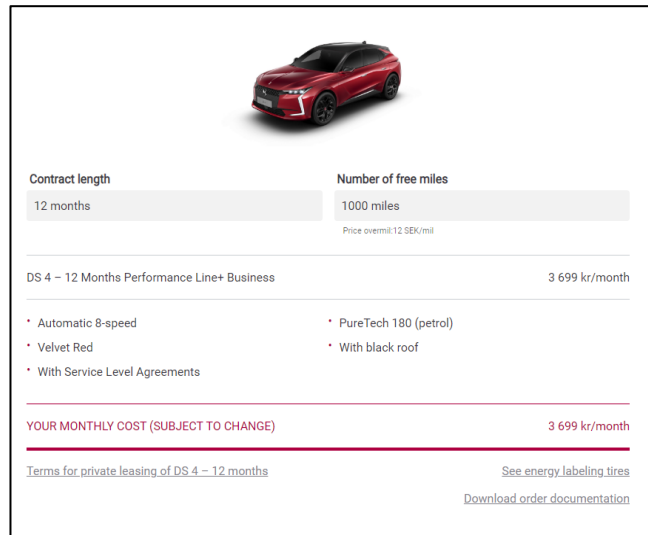 Contract length
Number of free miles
12 months
1000 miles
Price overmil:12 SEK/mil
DS 4 – 12 Months Performance Line+ Business
3 699 kr/month
Automatic 8-speed
PureTech 180 (petrol)
Velvet Red
With black roof
With Service Level Agreements
YOUR MONTHLY COST (SUBJECT TO CHANGE)
3 699 kr/month
Terms for private leasing of DS 4 – 12 months
See energy labeling tires
Download order documentation